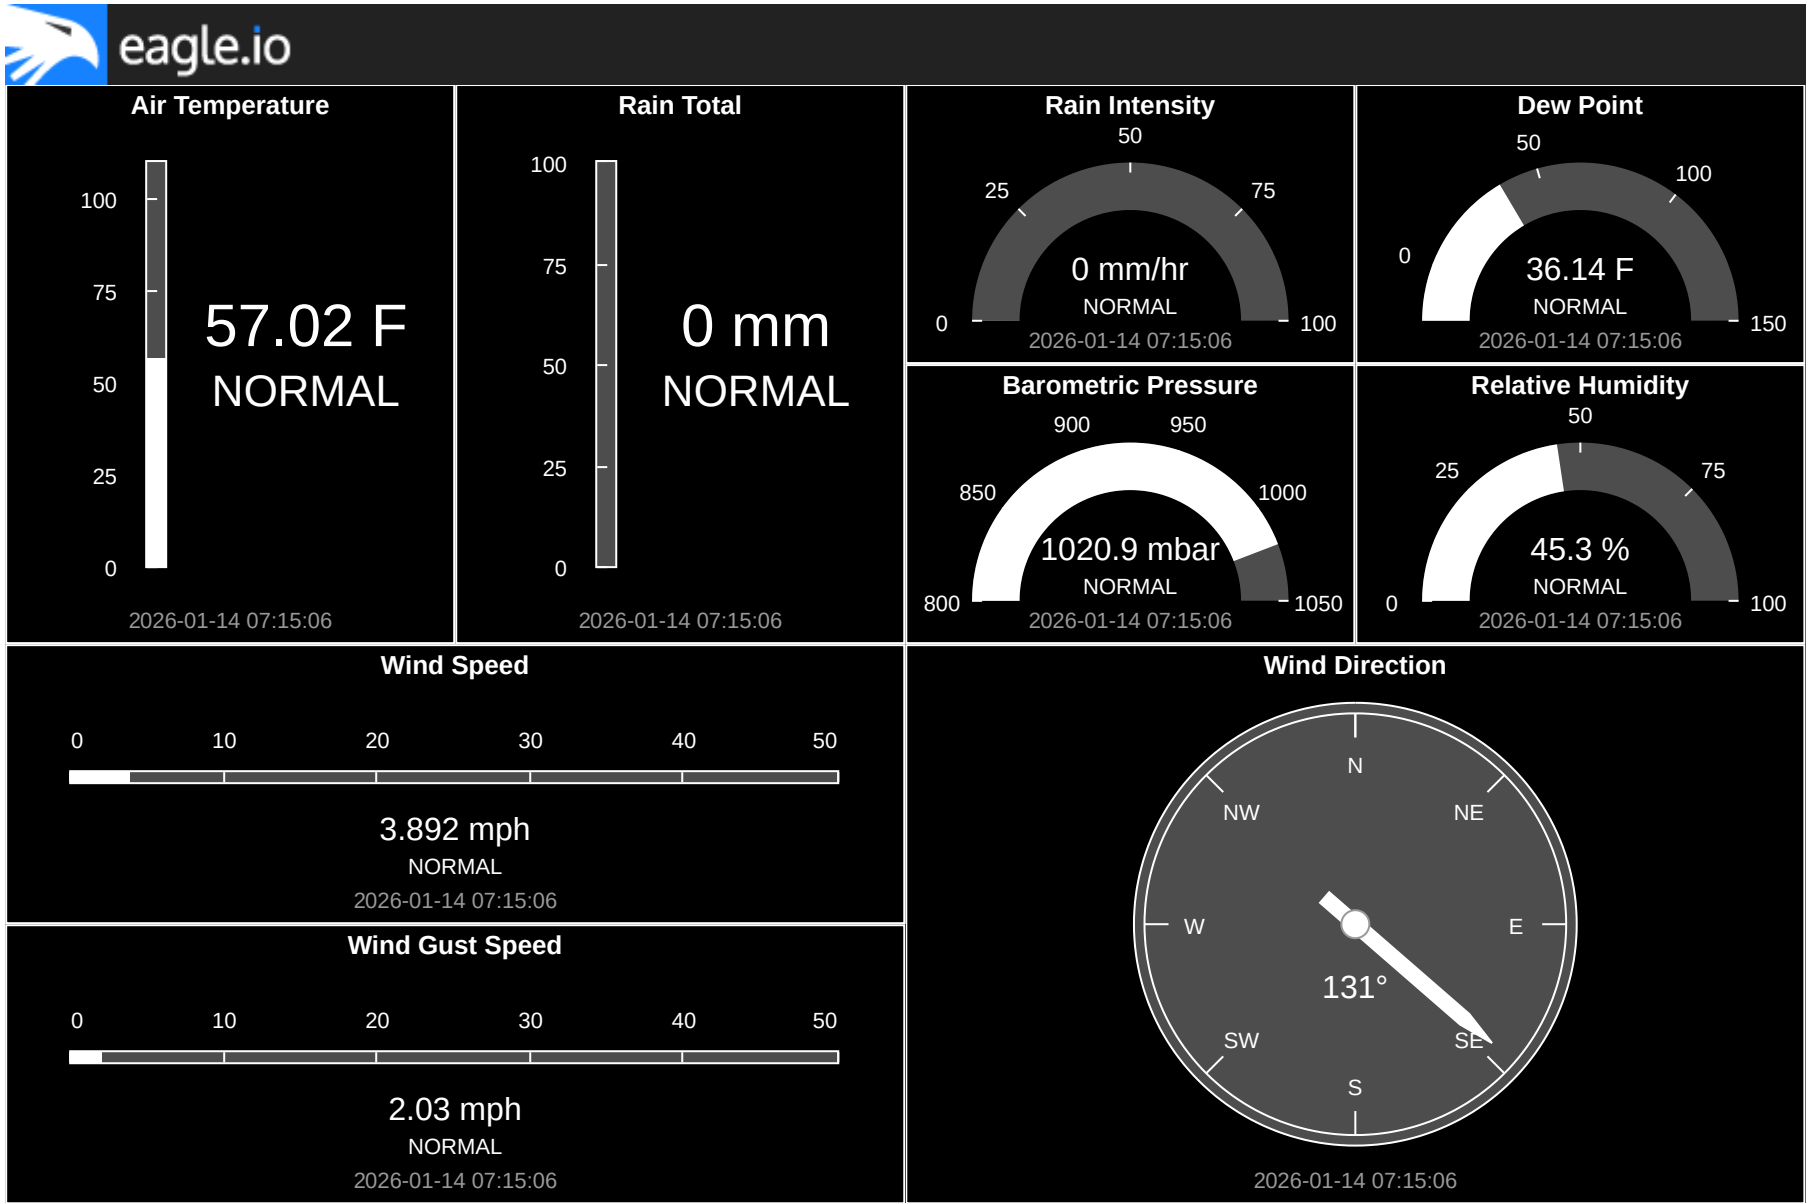 eagle.io
Air Temperature
100
75
50
25
0
57.02 F
NORMAL
2026-01-14 07:15:06
Rain Total
100
75
50
25
0
0 mm
NORMAL
2026-01-14 07:15:06
Rain Intensity
0
25
50
75
100
0 mm/hr
NORMAL
2026-01-14 07:15:06
Dew Point
0
50
100
150
36.14 F
NORMAL
2026-01-14 07:15:06
Barometric Pressure
800
850
900
950
1000
1050
1020.9 mbar
NORMAL
2026-01-14 07:15:06
Relative Humidity
0
25
50
75
100
45.3 %
NORMAL
2026-01-14 07:15:06
Wind Speed
0 10 20 30 40 50
3.892 mph
NORMAL
2026-01-14 07:15:06
Wind Gust Speed
0 10 20 30 40 50
2.03 mph
NORMAL
2026-01-14 07:15:06
Wind Direction
N
NW NE
W E
131°
SW SE
S
2026-01-14 07:15:06